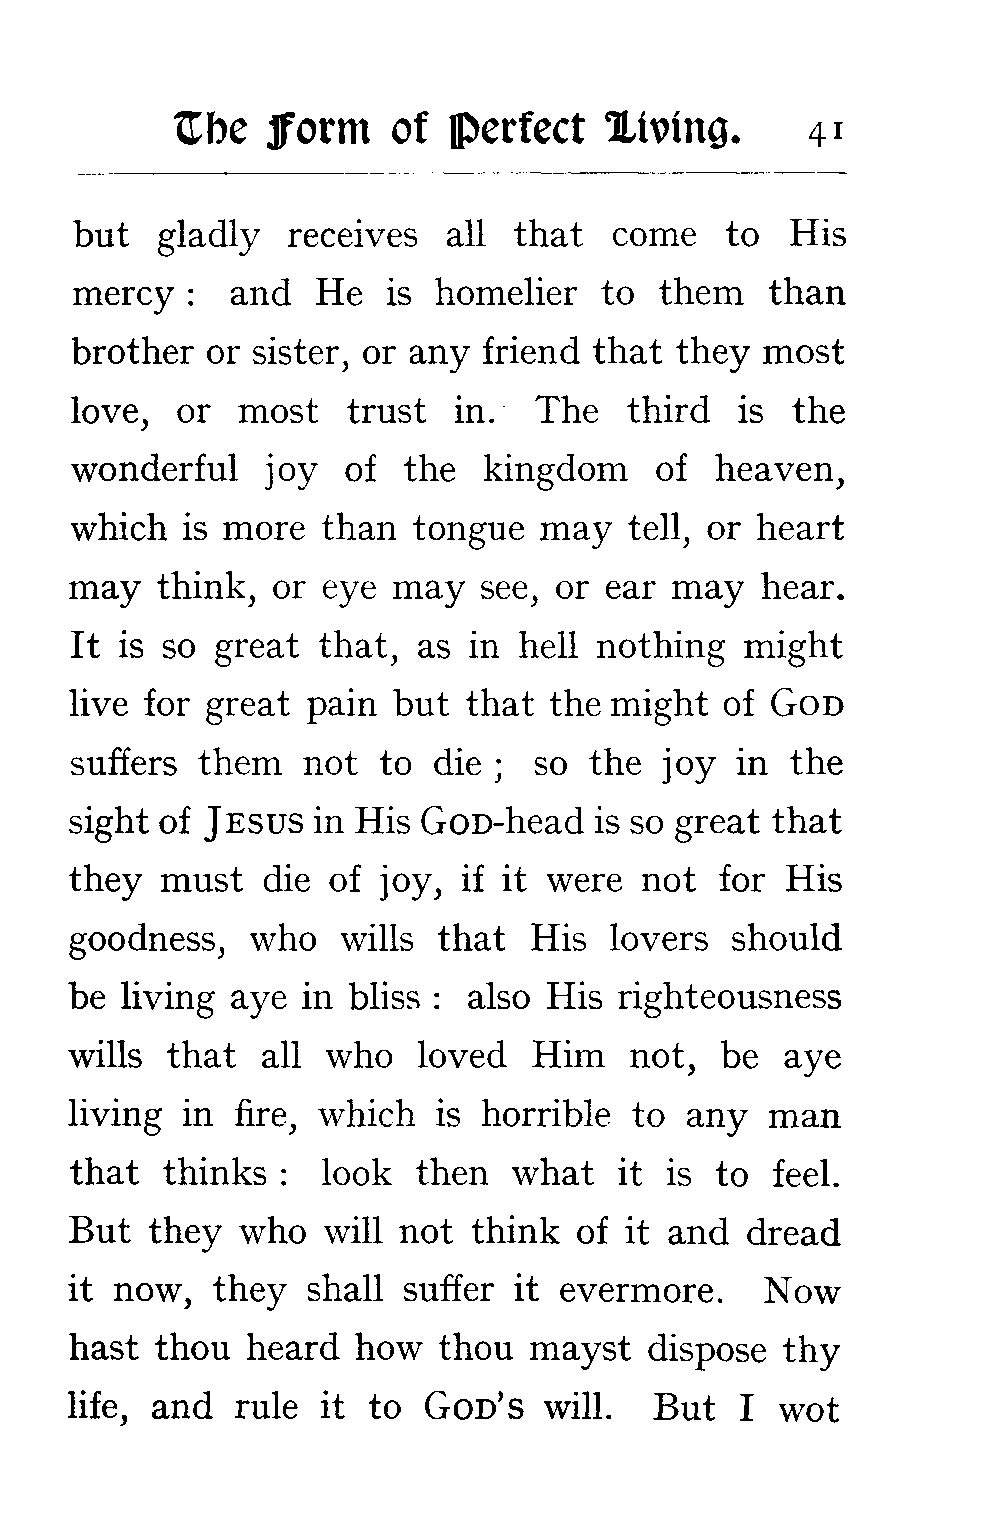 The Form of Perfect Living. 41
but gladly receives all that come to His
mercy : and He is homelier to them than
brother or sister, or any friend that they most
love, or most trust in. The third is the
wonderful joy of the kingdom of heaven,
which is more than tongue may tell, or heart
may think, or eye may see, or ear may hear.
It is so great that, as in hell nothing might
live for great pain but that the might of GOD
suffers them not to die ; so the joy in the
sight of JESUS in His GOD-head is so great that
they must die of joy, if it were not for His
goodness, who wills that His lovers should
be living aye in bliss : also His righteousness
wills that all who loved Him not, be aye
living in fire, which is horrible to any man
that thinks : look then what it is to feel.
But they who will not think of it and dread
it now, they shall suffer it evermore. Now
hast thou heard how thou mayst dispose thy
life, and rule it to GOD'S will. But I wot